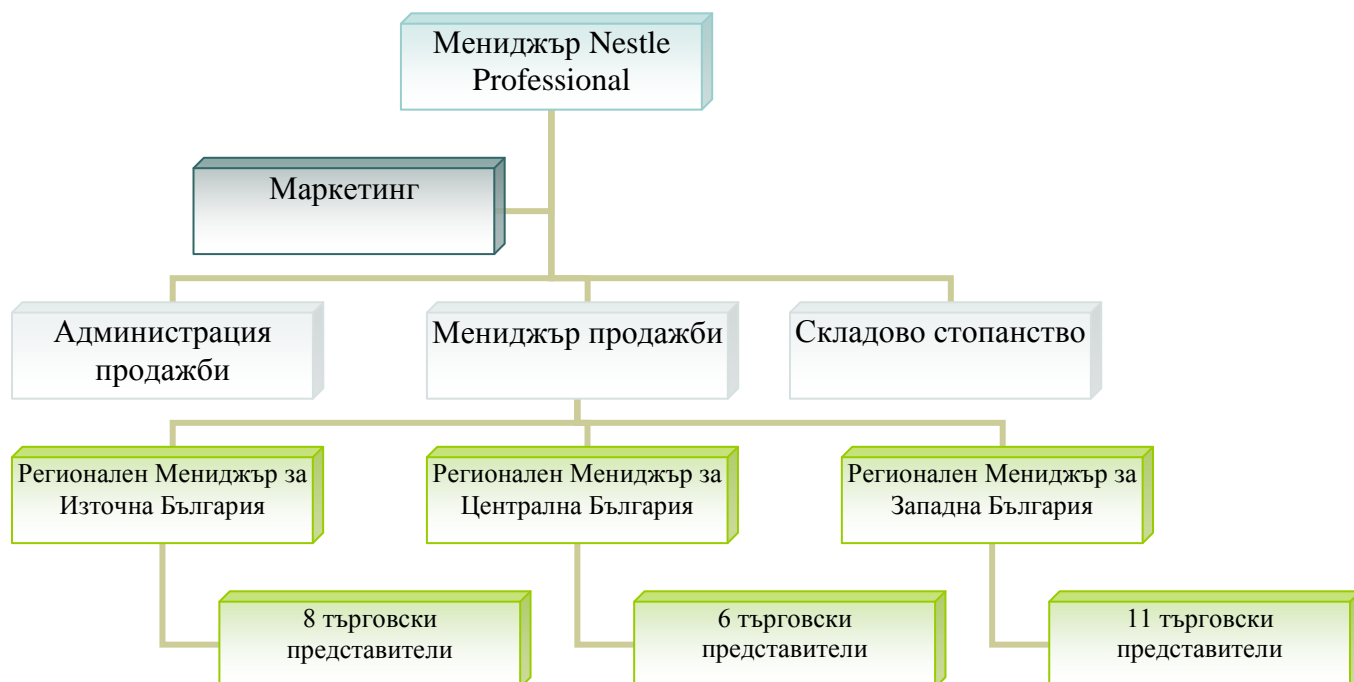 Мениджър Nestle
Professional
Маркетинг
Администрация
продажби
Мениджър продажби
Складово стопанство
Регионален Мениджър за
Източна България
Регионален Мениджър за
Централна България
Регионален Мениджър за
Западна България
8 търговски
представители
6 търговски
представители
11 търговски
представители